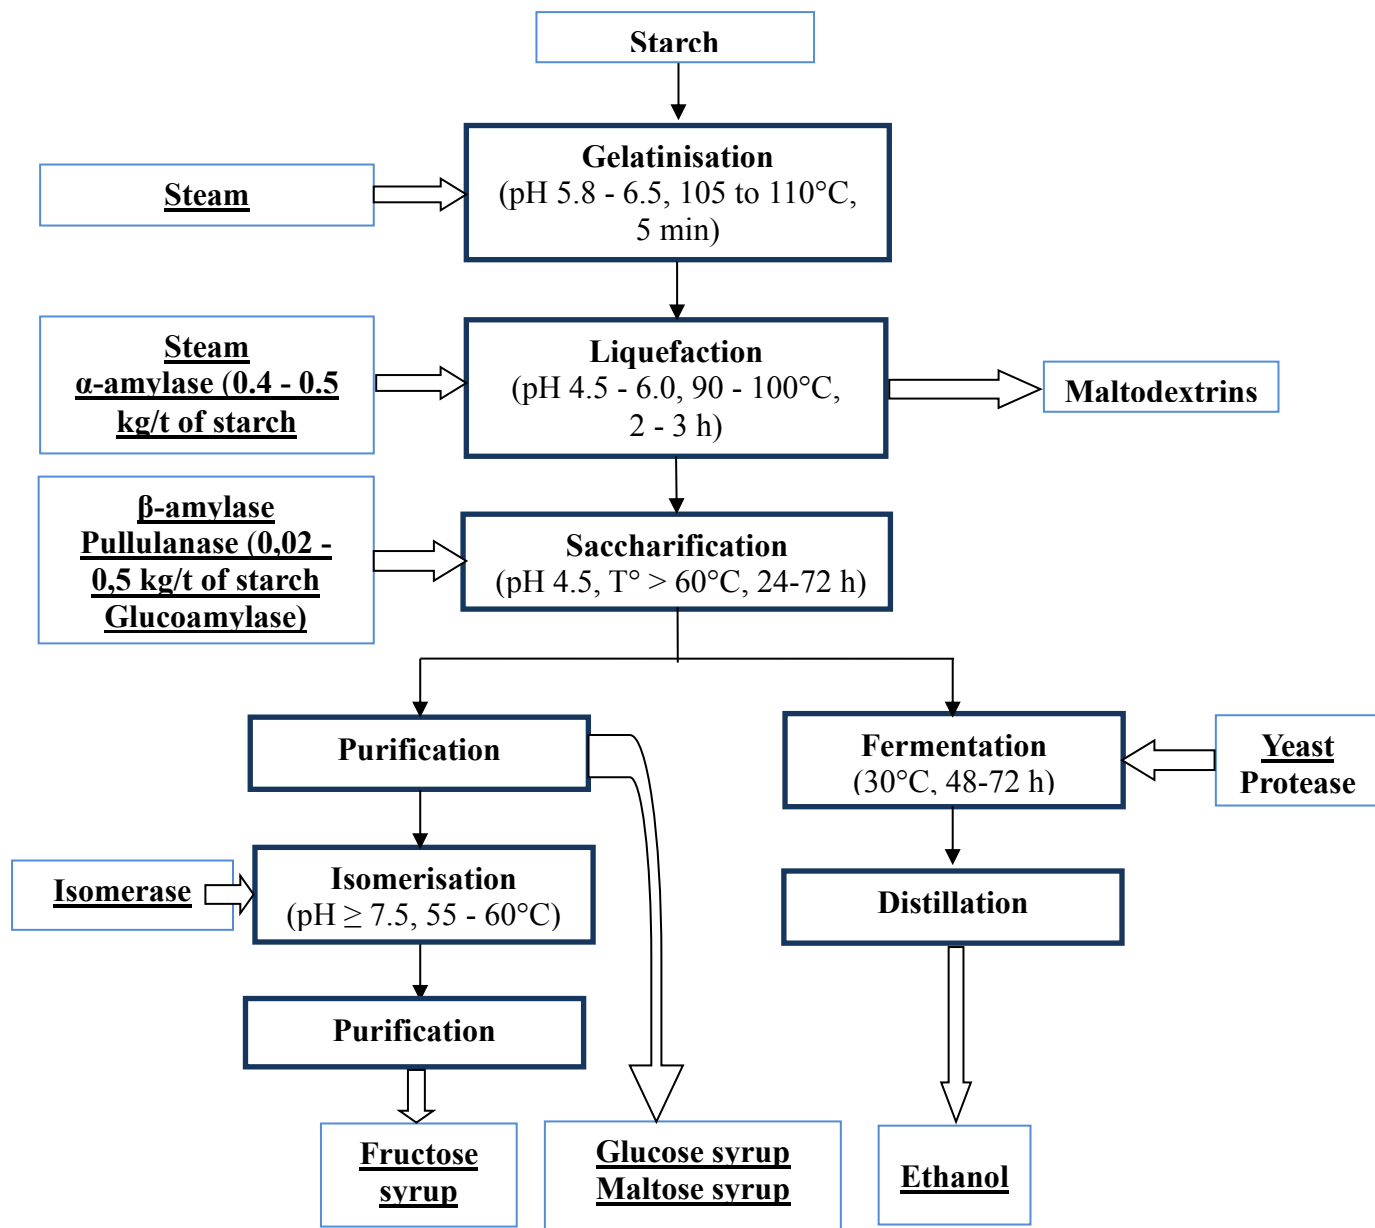 Starch
Gelatinisation
(pH 5.8 - 6.5, 105 to 110°C,
5 min)
Steam
Steam
α-amylase (0.4 - 0.5
kg/t of starch
Liquefaction
(pH 4.5 - 6.0, 90 - 100°C,
2 - 3 h)
Maltodextrins
β-amylase
Pullulanase (0,02 -
0,5 kg/t of starch
Glucoamylase)
Saccharification
(pH 4.5, T° > 60°C, 24-72 h)
Purification
Fermentation
(30°C, 48-72 h)
Yeast
Protease
Isomerase
Isomerisation
(pH ≥ 7.5, 55 - 60°C)
Distillation
Purification
Fructose
syrup
Glucose syrup
Maltose syrup
Ethanol